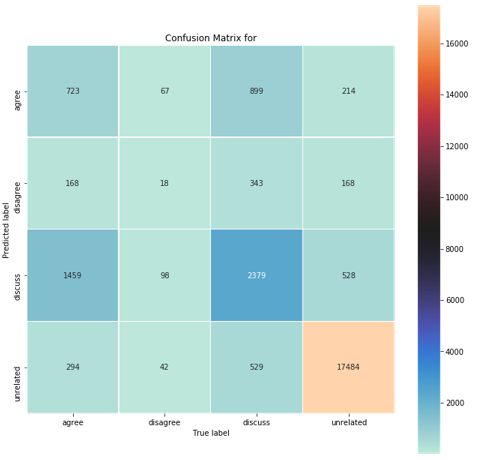 Confusion Matrix for
agree 723 67 899 214
disagree 168 18 343 168
discuss 1459 98 2379 528
unrelated 294 42 529 17484
agree disagree discuss unrelated
Predicted label
True label
16000
14000
12000
10000
8000
6000
4000
2000